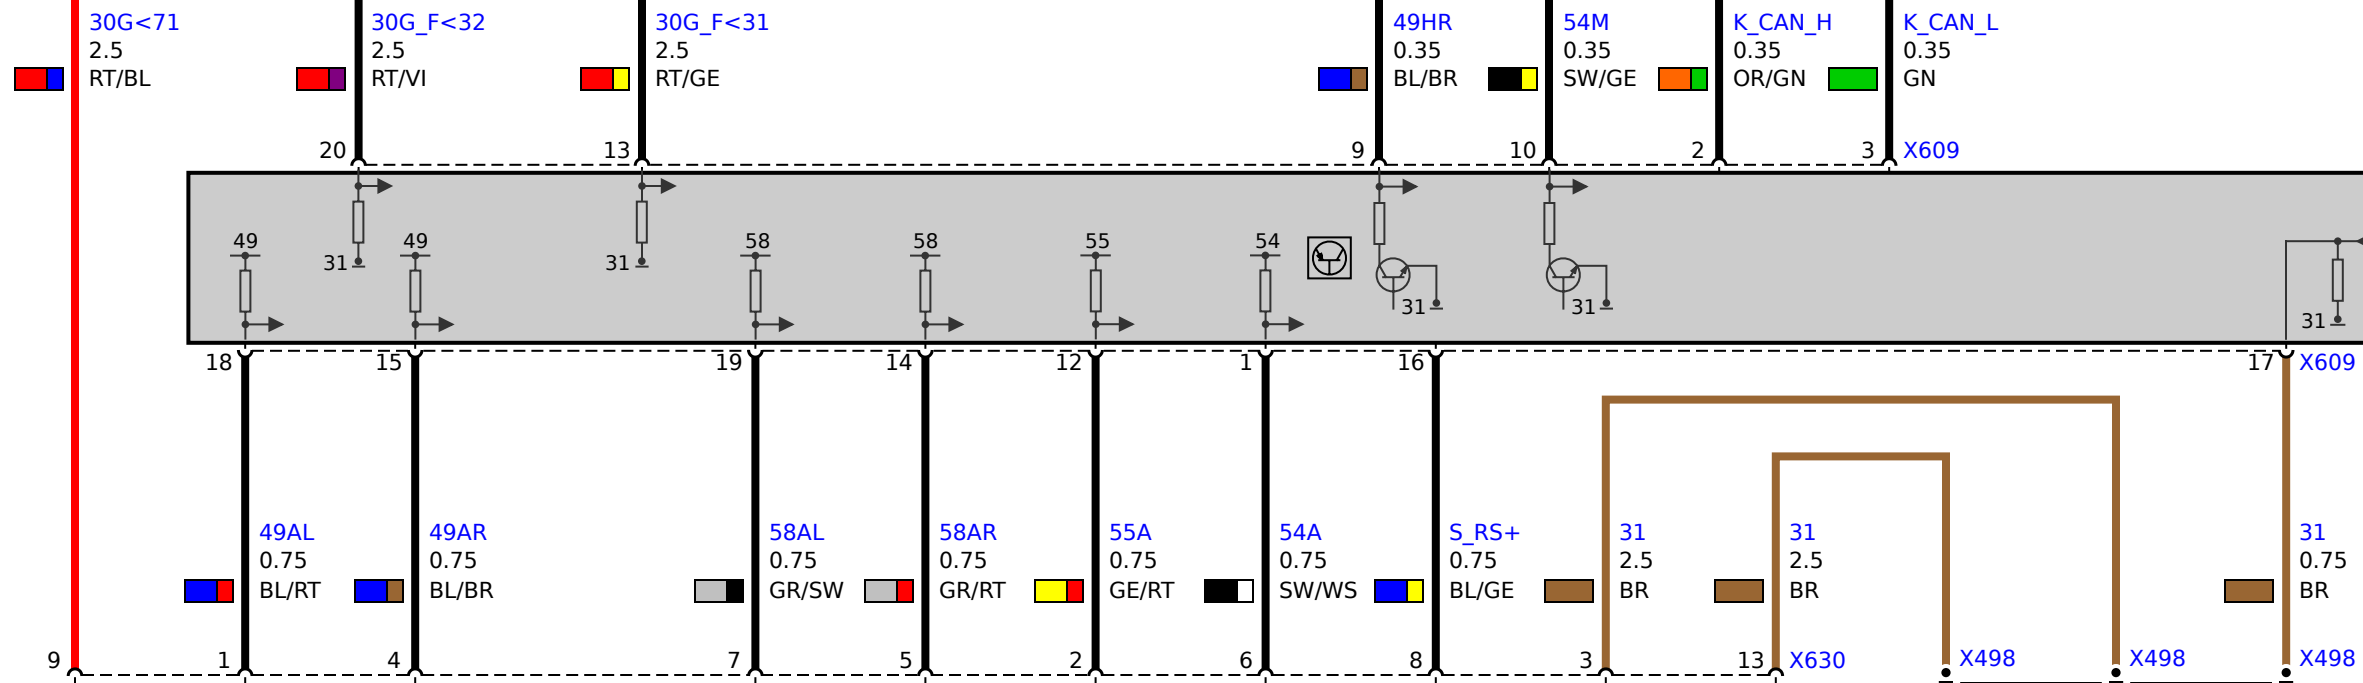 30G<71 30G_F<32 30G_F<31 49HR 54M K_CAN_H K_CAN_L
2.5 2.5 2.5 0.35 0.35 0.35 0.35
RT/BL RT/VI RT/GE BL/BR SW/GE OR/GN GN
20 13 9 10 2 3 X609
49 49 58 58 55 54
31 31
31 31 31
18 15 19 14 12 1 16 17 X609
49AL 49AR 58AL 58AR 55A 54A S_RS+ 31 31 31
0.75 0.75 0.75 0.75 0.75 0.75 0.75 2.5 2.5 0.75
BL/RT BL/BR GR/SW GR/RT GE/RT SW/WS BL/GE BR BR BR
9 1 4 7 5 2 6 8 3 13 X630 X498 X498 X498